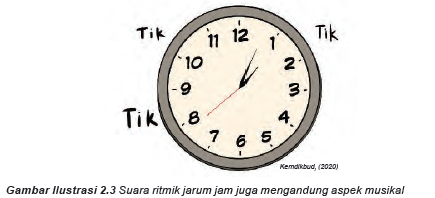 Tik
Tik
11 12 1
10 2
9 3
Tik
8 4
7 6 5
Kemdikbud, (2020)
Gambar Ilustrasi 2.3 Suara ritmik jarum jam juga mengandung aspek musikal